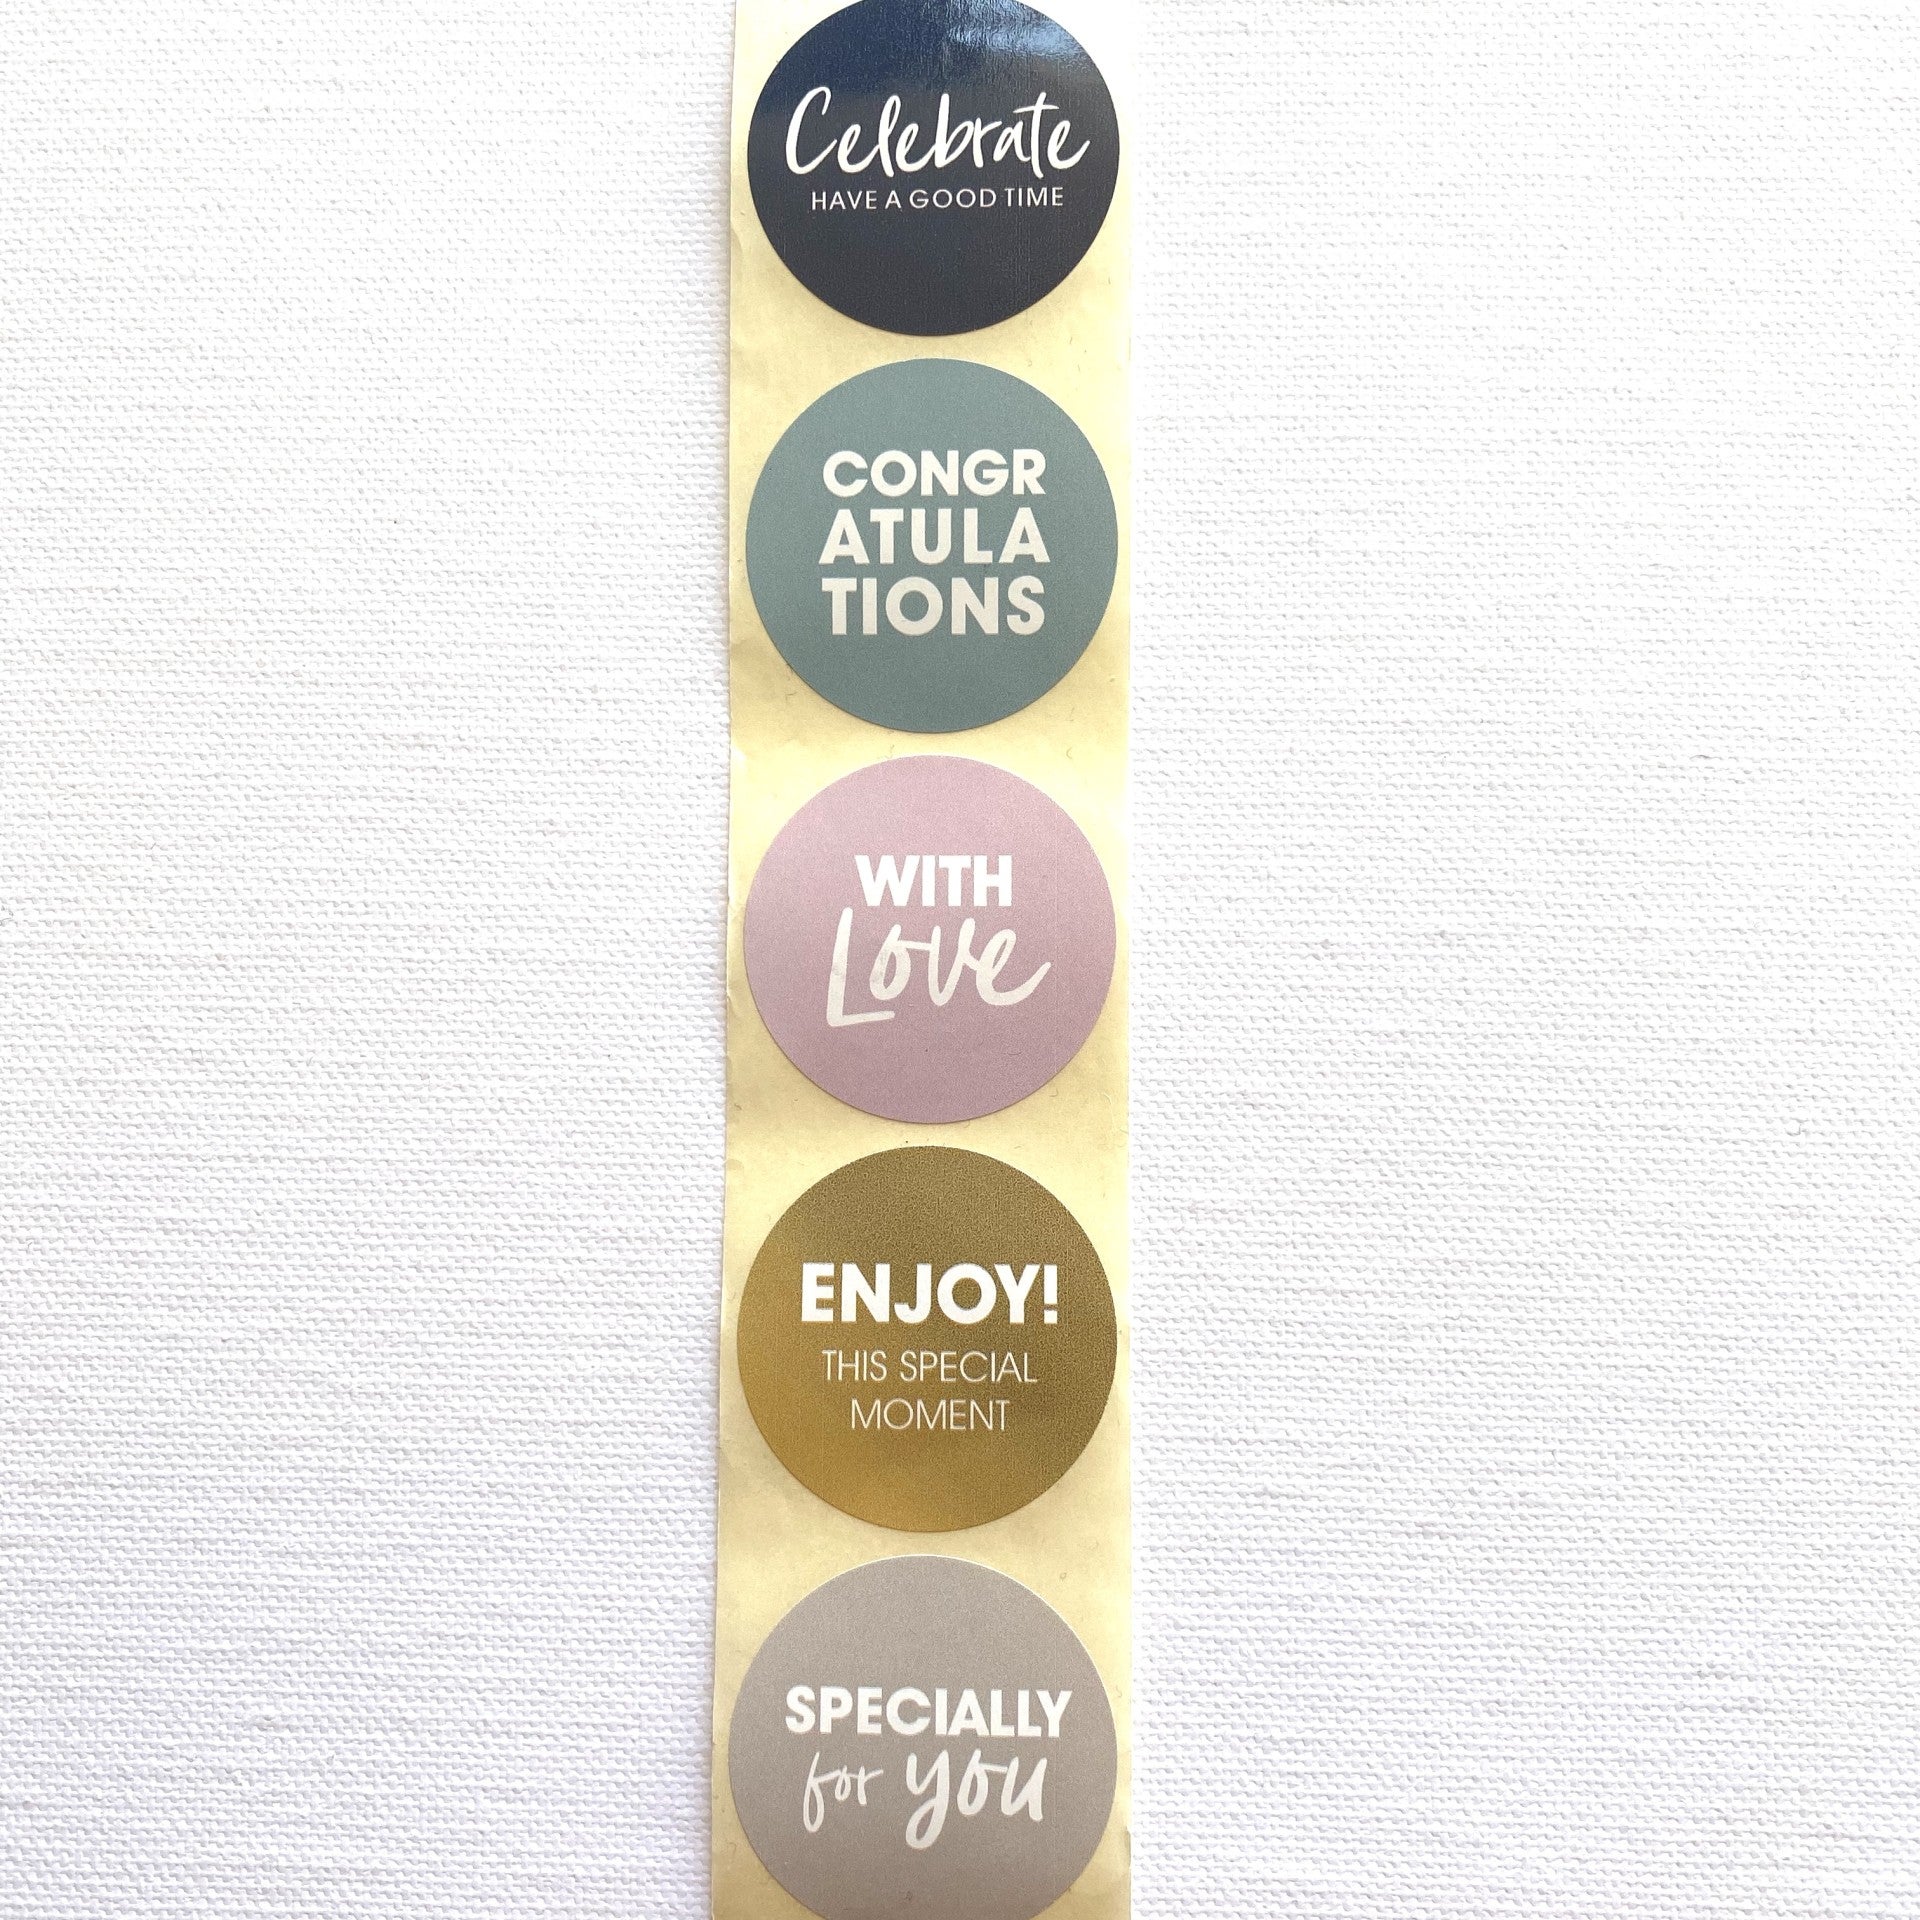 Celebrate
HAVE A GOOD TIME
CONGR
ATULA
TIONS
WITH
Love
ENJOY!
THIS SPECIAL
MOMENT
SPECIALLY
for you